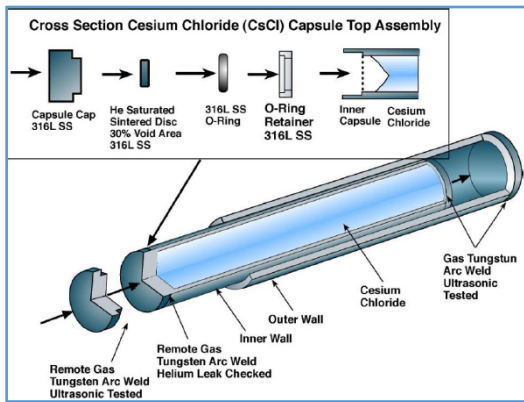 Cross Section Cesium Chloride (CsCl) Capsule Top Assembly
Capsule Cap
316L SS
He Saturated
Sintered Disc
30% Void Area
316L SS
316L SS
O-Ring
O-Ring
Retainer
316L SS
Inner
Capsule
Cesium
Chloride
Gas Tungstun
Arc Weld
Ultrasonic
Tested
Cesium
Chloride
Outer Wall
Inner Wall
Remote Gas
Tungsten Arc Weld
Helium Leak Checked
Remote Gas
Tungsten Arc Weld
Ultrasonic Tested